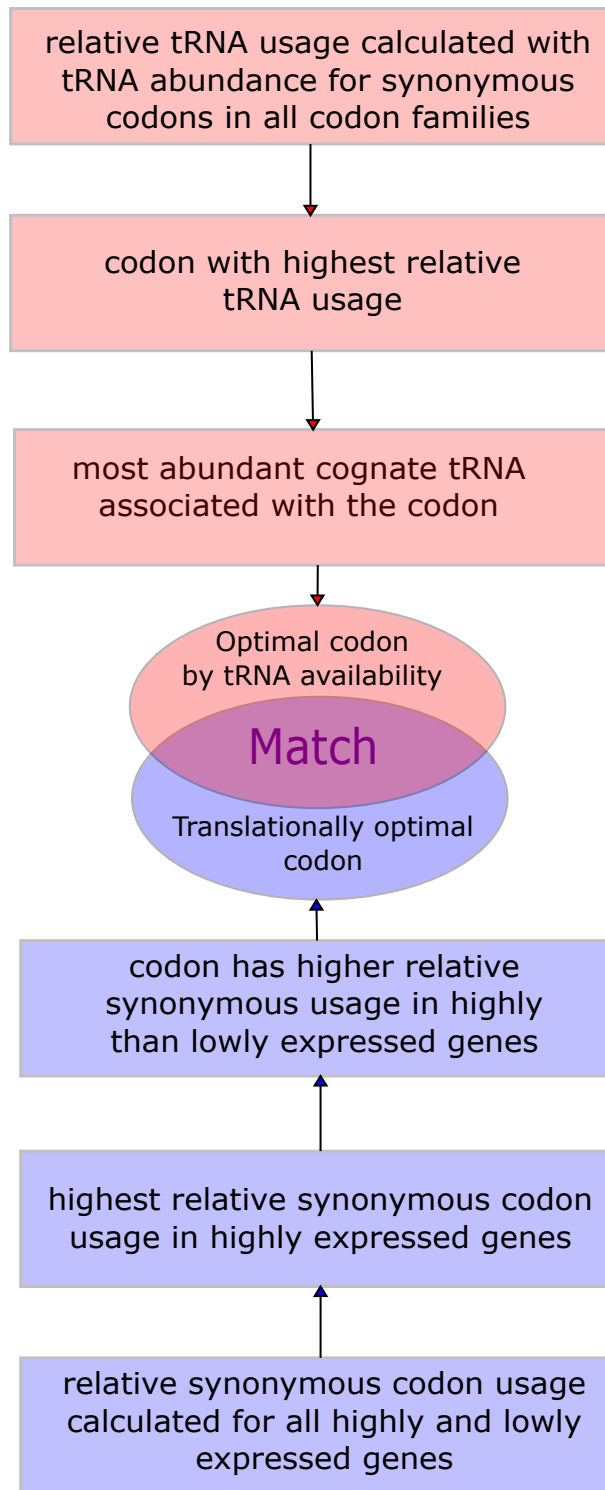 relative tRNA usage calculated with
tRNA abundance for synonymous
codons in all codon families
codon with highest relative
tRNA usage
most abundant cognate tRNA
associated with the codon
Optimal codon
by tRNA availability
Match
Translationally optimal
codon
codon has higher relative
synonymous usage in highly
than lowly expressed genes
highest relative synonymous codon
usage in highly expressed genes
relative synonymous codon usage
calculated for all highly and lowly
expressed genes